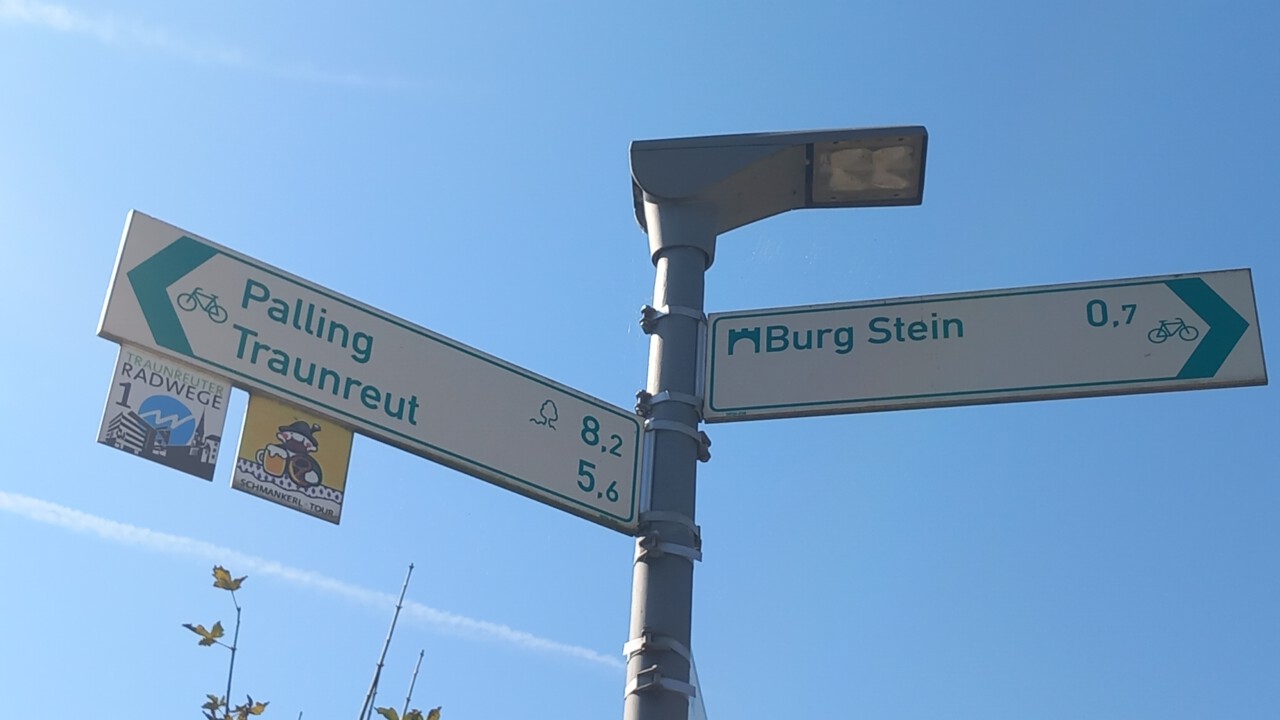 Palling 8,2
Traunreut 5,6
TRAUNREUTER
RADWEGE
1
SCHMANKERL-TOUR
Burg Stein 0,7